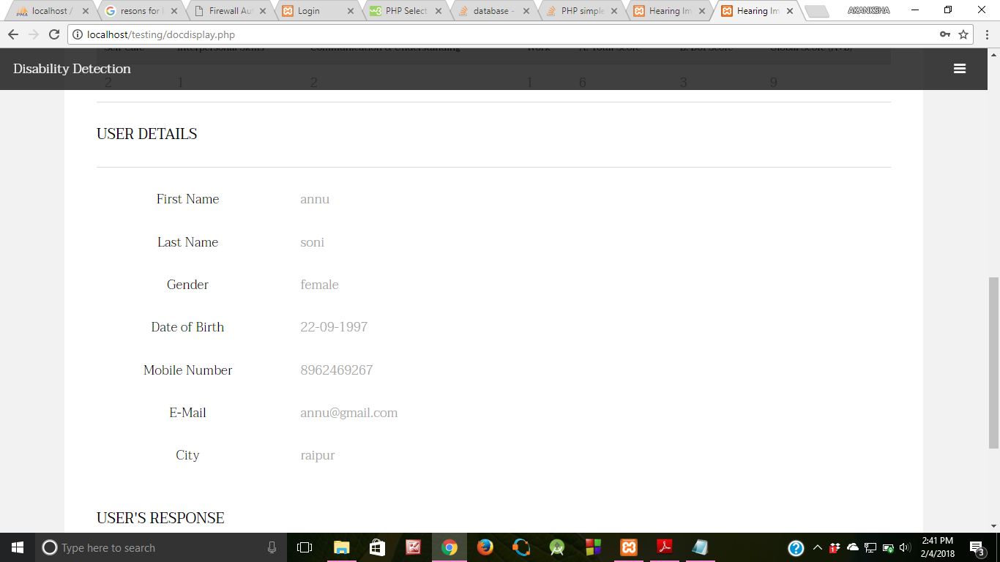 localhost /
resons for
Firewall Au
Login
PHP Select
database -
PHP simple
Hearing Im
Hearing Im
AKANKSHA
localhost/testing/docdisplay.php
Self Care Interpersonal Skills Communication & Understanding Work A. Total Score B. DOI Score Global Score (A+B)
Disability Detection
2 1 2 1 6 3 9
USER DETAILS
First Name annu
Last Name soni
Gender female
Date of Birth 22-09-1997
Mobile Number 8962469267
E-Mail annu@gmail.com
City raipur
USER'S RESPONSE
Type here to search
2:41 PM
2/4/2018
3